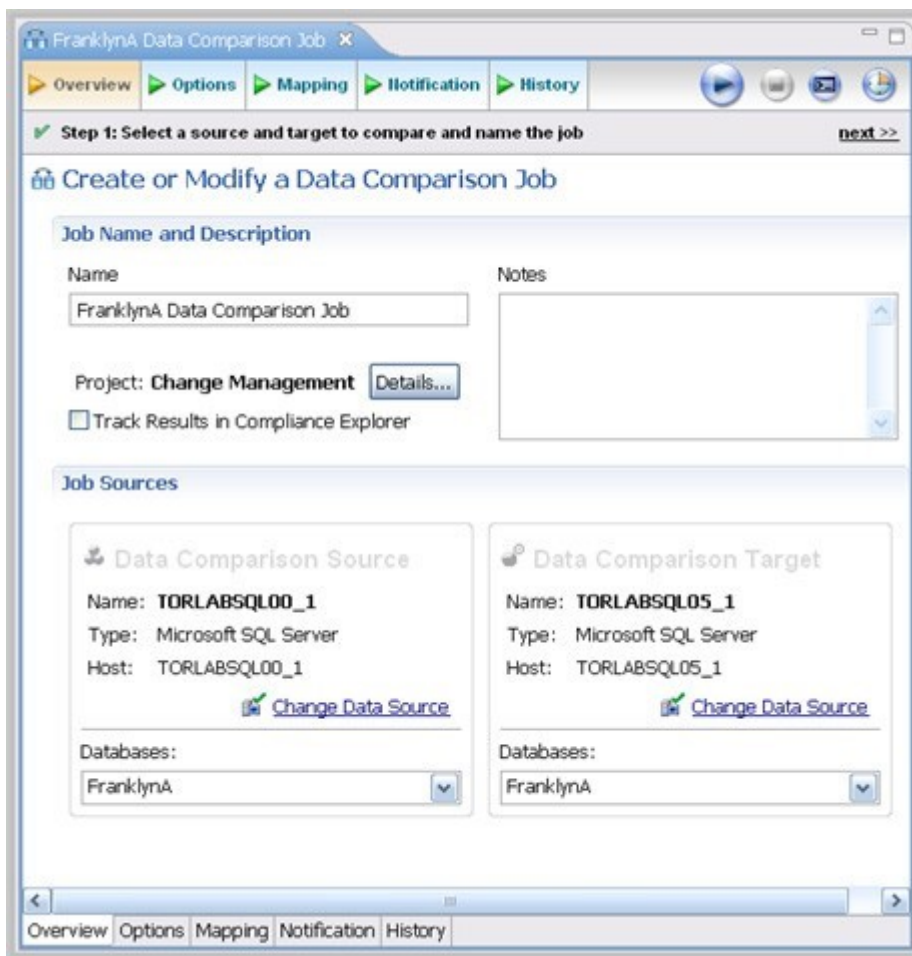 FranklynA Data Comparison Job
Overview Options Mapping Notification History
Step 1: Select a source and target to compare and name the job next >>
Create or Modify a Data Comparison Job
Job Name and Description
Name Notes
FranklynA Data Comparison Job
Project: Change Management Details...
Track Results in Compliance Explorer
Job Sources
Data Comparison Source
Name: TORLABSQL00_1
Type: Microsoft SQL Server
Host: TORLABSQL00_1
Change Data Source
Databases:
FranklynA
Data Comparison Target
Name: TORLABSQL05_1
Type: Microsoft SQL Server
Host: TORLABSQL05_1
Change Data Source
Databases:
FranklynA
Overview Options Mapping Notification History